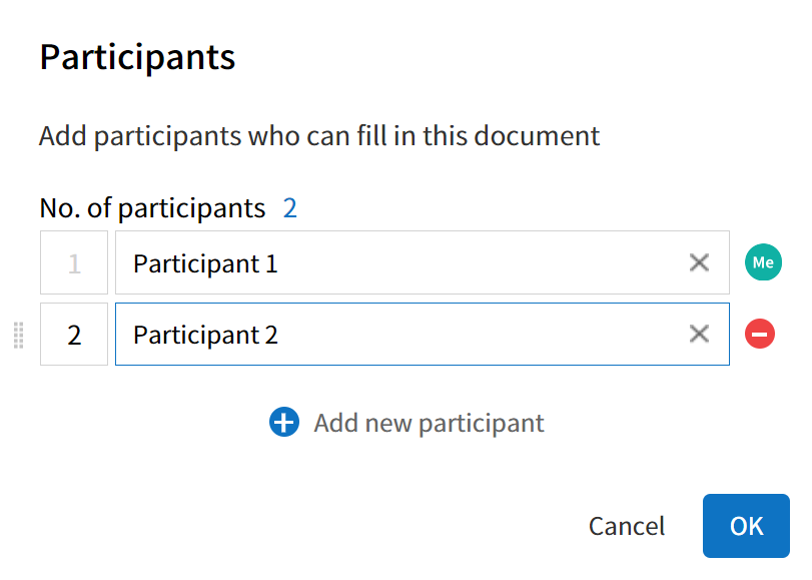 Participants
Add participants who can fill in this document
No. of participants 2
1 Participant 1 Me
2 Participant 2
Add new participant
Cancel OK